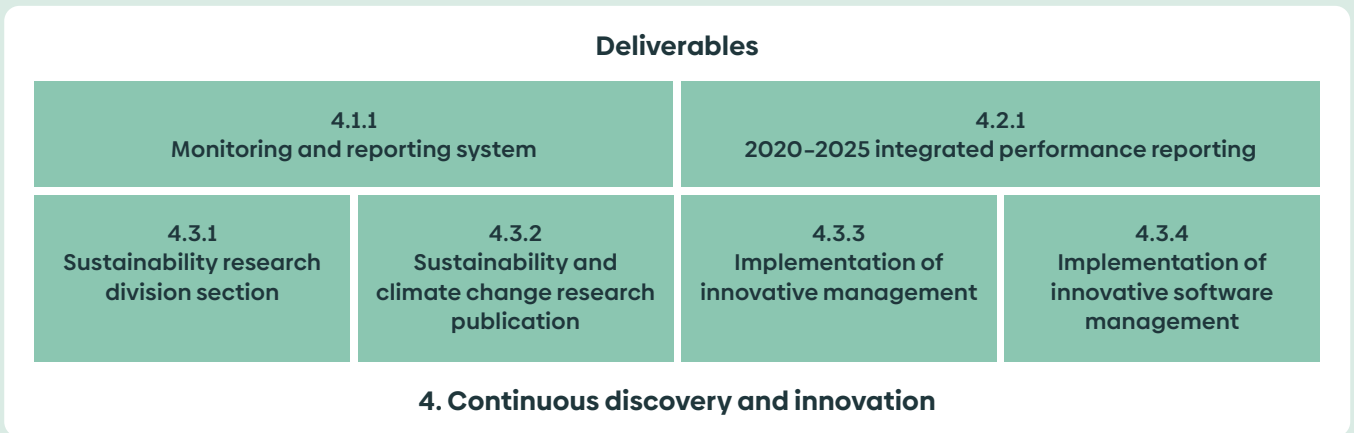 Deliverables
4.1.1
Monitoring and reporting system
4.2.1
2020–2025 integrated performance reporting
4.3.1
Sustainability research
division section
4.3.2
Sustainability and
climate change research
publication
4.3.3
Implementation of
innovative management
4.3.4
Implementation of
innovative software
management
4. Continuous discovery and innovation